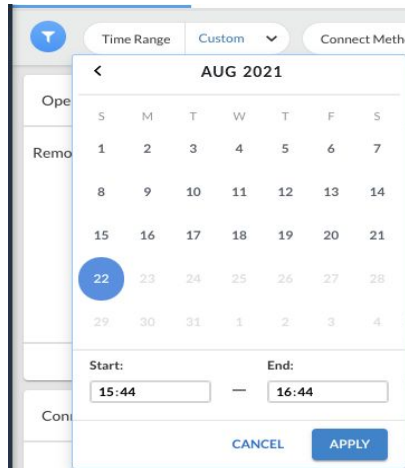 Time Range Custom Connect Meth
AUG 2021
Ope
S M T W T F S
Remo
1 2 3 4 5 6 7
8 9 10 11 12 13 14
15 16 17 18 19 20 21
22 23 24 25 26 27 28
29 30 31 1 2 3 4
Start: End:
15:44 — 16:44
Con
CANCEL APPLY